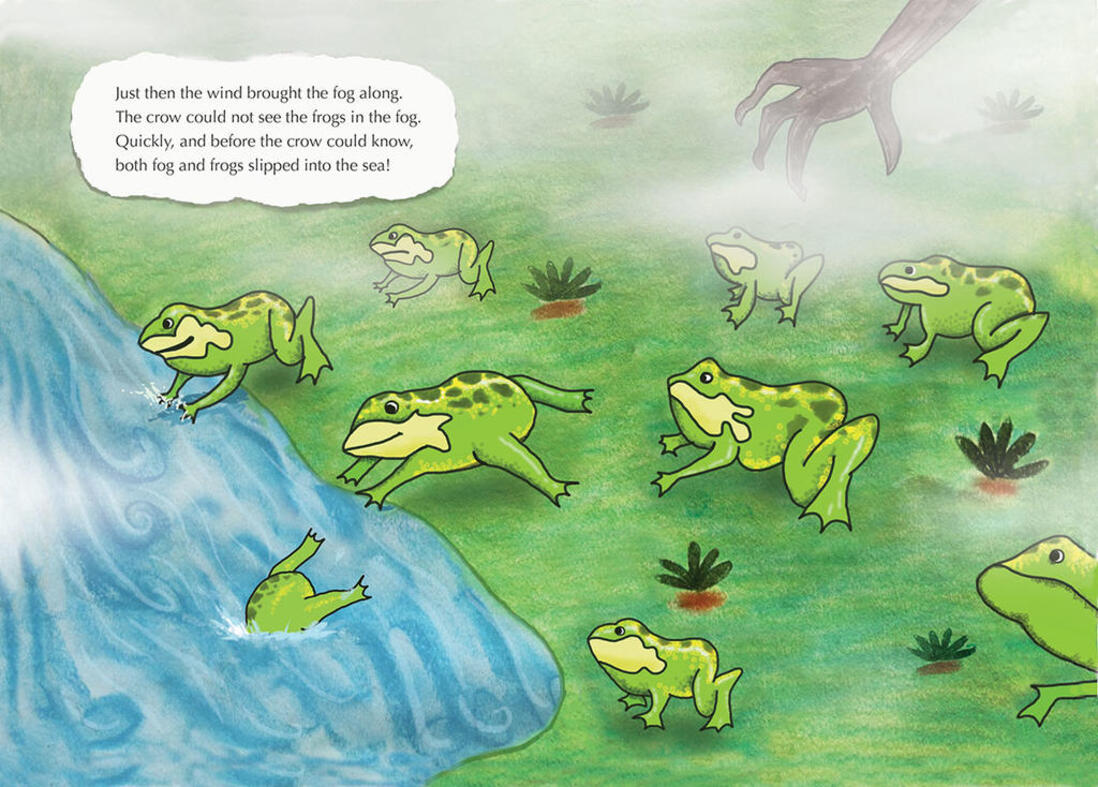 Just then the wind brought the fog along.
The crow could not see the frogs in the fog.
Quickly, and before the crow could know,
both fog and frogs slipped into the sea!